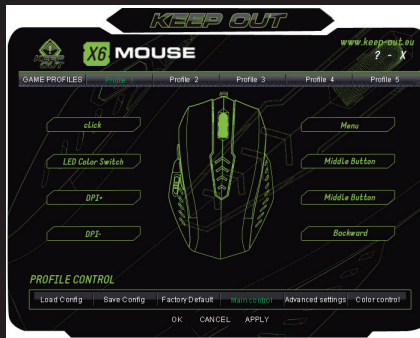 KEEP OUT
KEEP OUT
X6 MOUSE
www.keep-out.eu
? - X
GAME PROFILES Profile 1 Profile 2 Profile 3 Profile 4 Profile 5
click Menu
LED Color Switch Middle Button
DPI+ Middle Button
DPI- Backward
PROFILE CONTROL
Load Config Save Config Factory Default Main control Advanced settings Color control
OK CANCEL APPLY